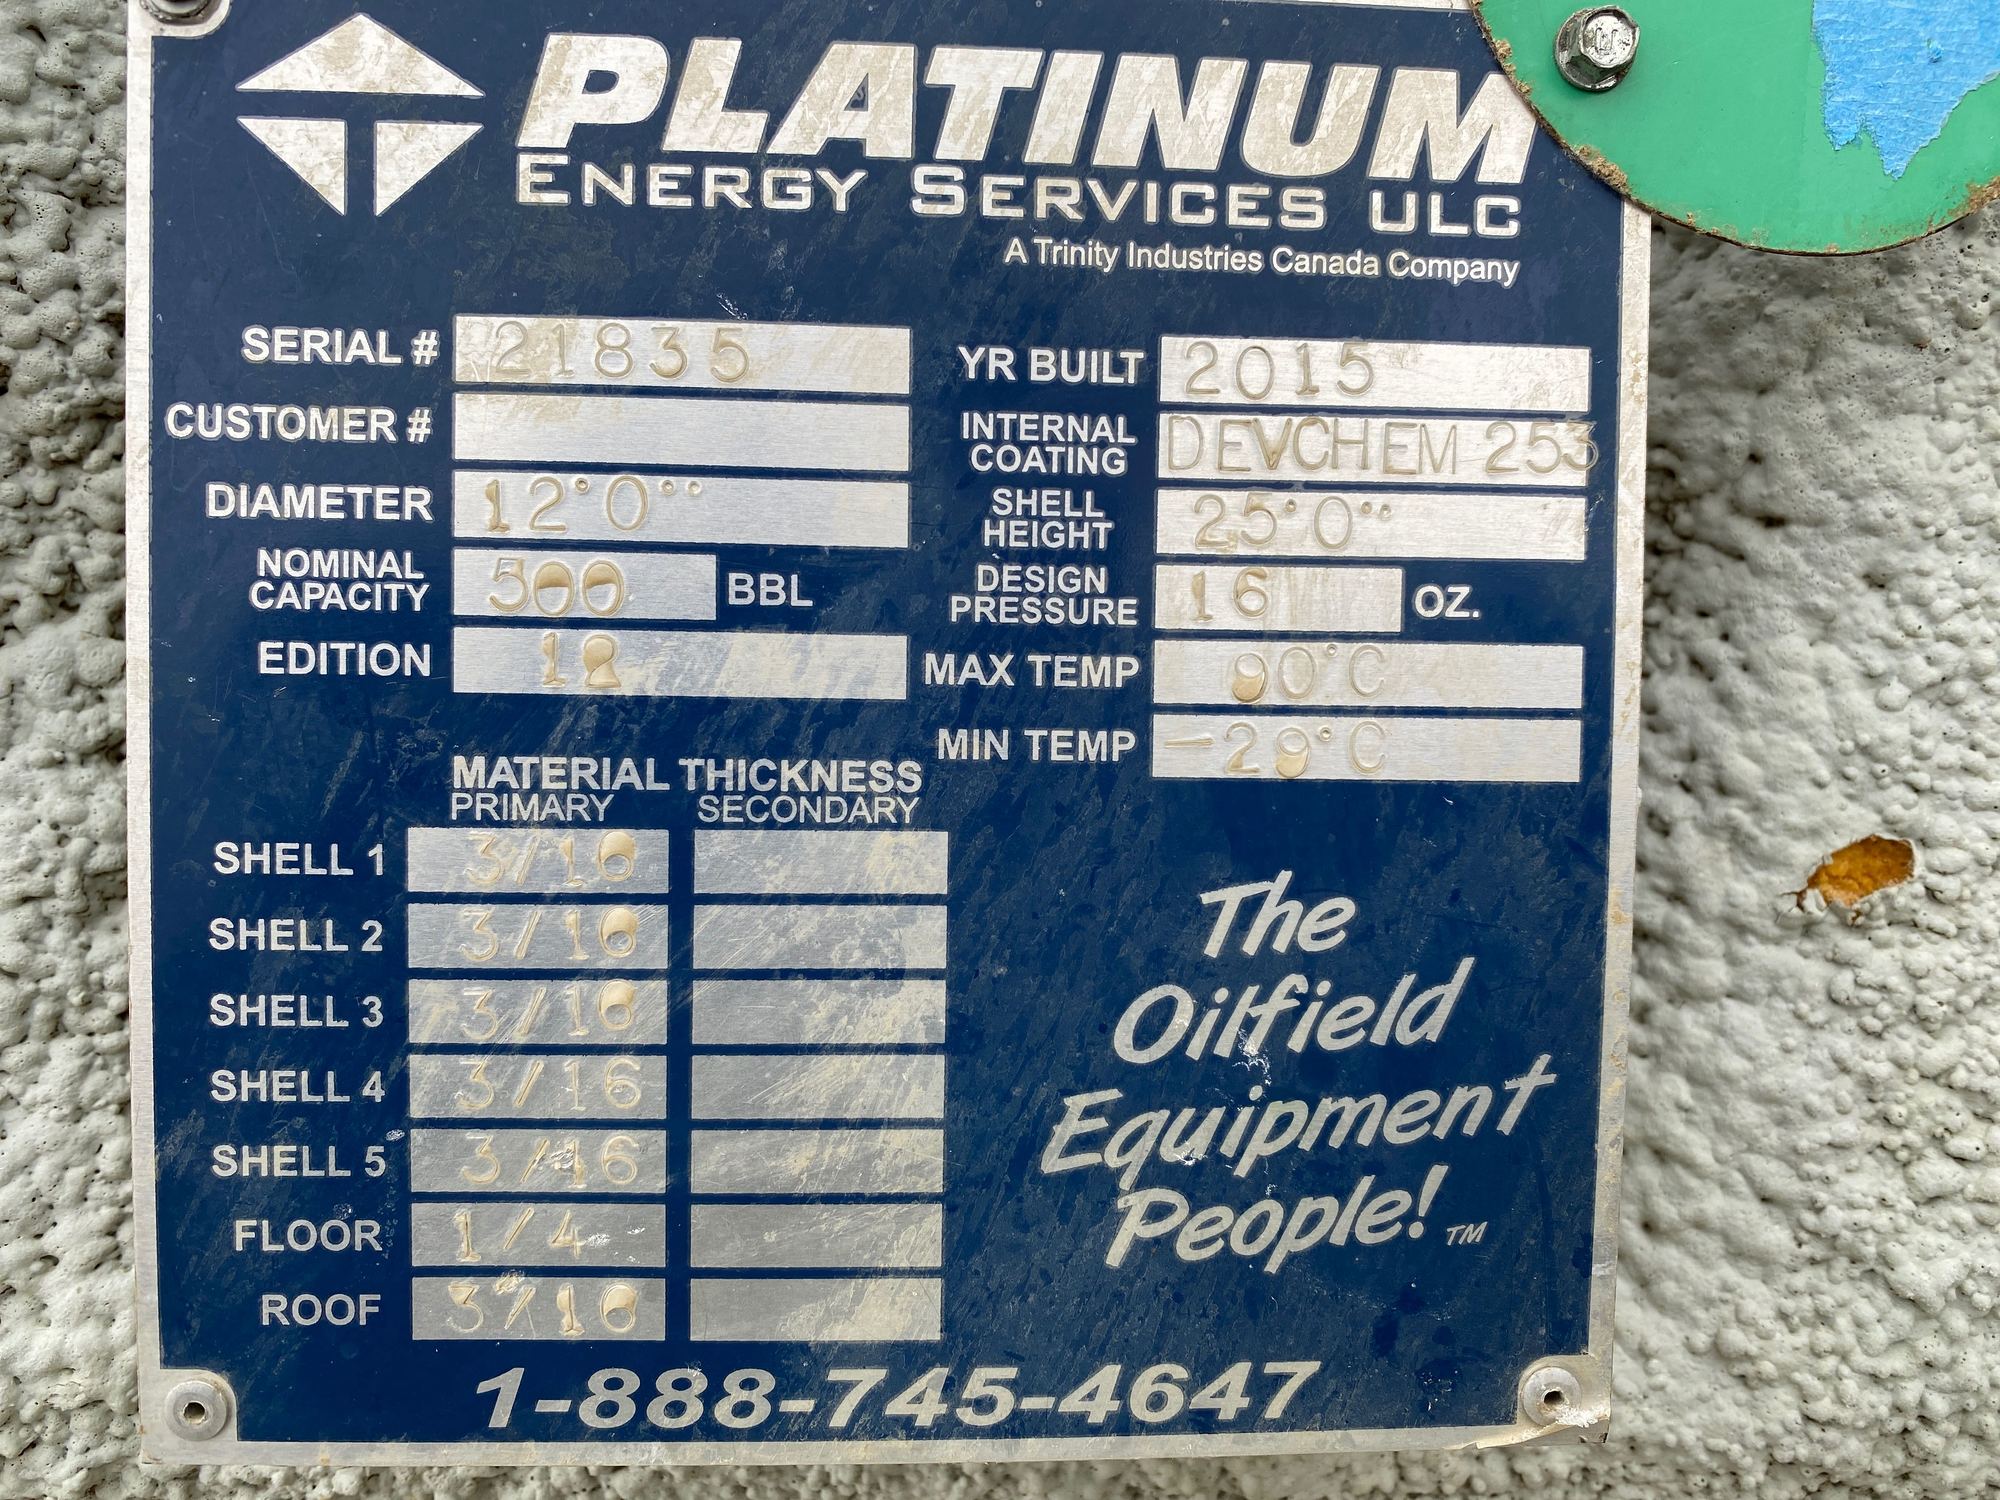 PLATINUM
ENERGY SERVICES ULC
A Trinity Industries Canada Company
SERIAL # 21835
YR BUILT 2015
CUSTOMER #
INTERNAL COATING DEVCHEM 253
DIAMETER 12°0°°
SHELL HEIGHT 25°0°°
NOMINAL CAPACITY 500 BBL
DESIGN PRESSURE 16 OZ.
EDITION 12
MAX TEMP 90°C
MIN TEMP -29°C
MATERIAL THICKNESS
PRIMARY SECONDARY
SHELL 1 3/16
SHELL 2 3/16
SHELL 3 3/16
SHELL 4 3/16
SHELL 5 3/16
FLOOR 1/4
ROOF 3/16
The
Oilfield
Equipment
People! TM
1-888-745-4647